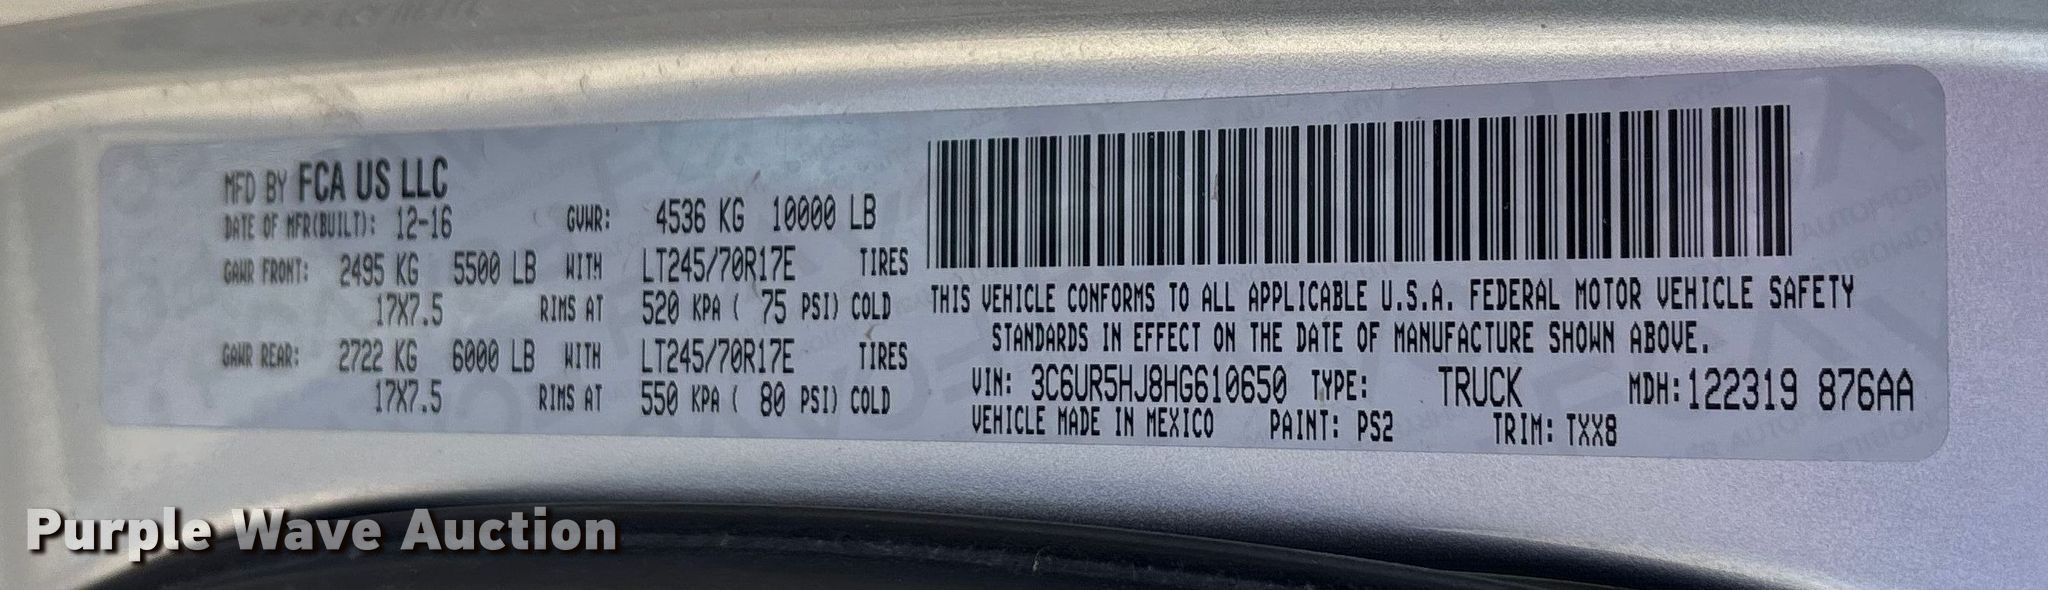 MFD BY FCA US LLC
DATE OF MFR(BUILT): 12-16 GVWR: 4536 KG 10000 LB
GAWR FRONT: 2495 KG 5500 LB WITH LT245/70R17E TIRES
17X7.5 RIMS AT 520 KPA ( 75 PSI) COLD
GAWR REAR: 2722 KG 6000 LB WITH LT245/70R17E TIRES
17X7.5 RIMS AT 550 KPA ( 80 PSI) COLD
THIS VEHICLE CONFORMS TO ALL APPLICABLE U.S.A. FEDERAL MOTOR VEHICLE SAFETY
STANDARDS IN EFFECT ON THE DATE OF MANUFACTURE SHOWN ABOVE.
VIN: 3C6UR5HJ8HG610650 TYPE: TRUCK MDH: 122319 876AA
VEHICLE MADE IN MEXICO PAINT: PS2 TRIM: TXX8
Purple Wave Auction